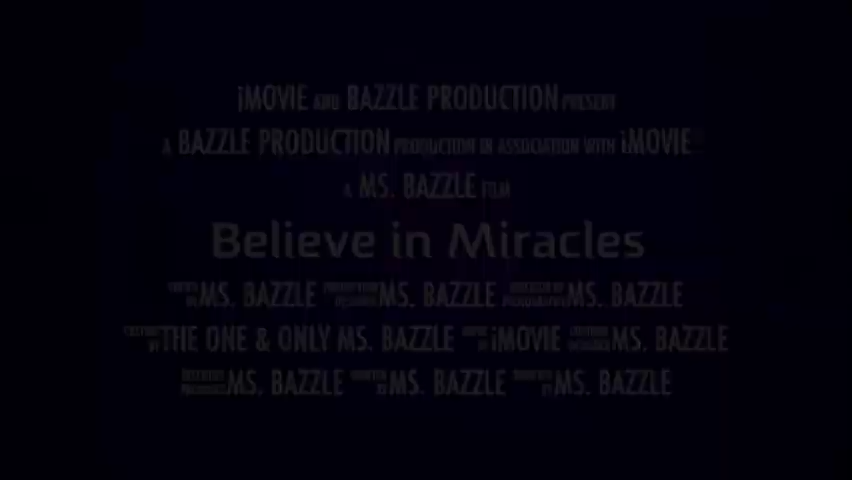 iMOVIE AND BAZZLE PRODUCTION PRESENT
A BAZZLE PRODUCTION PRODUCTION IN ASSOCIATION WITH iMOVIE
A MS. BAZZLE FILM
Believe in Miracles
MS. BAZZLE MS. BAZZLE MS. BAZZLE
THE ONE & ONLY MS. BAZZLE iMOVIE MS. BAZZLE
MS. BAZZLE MS. BAZZLE MS. BAZZLE